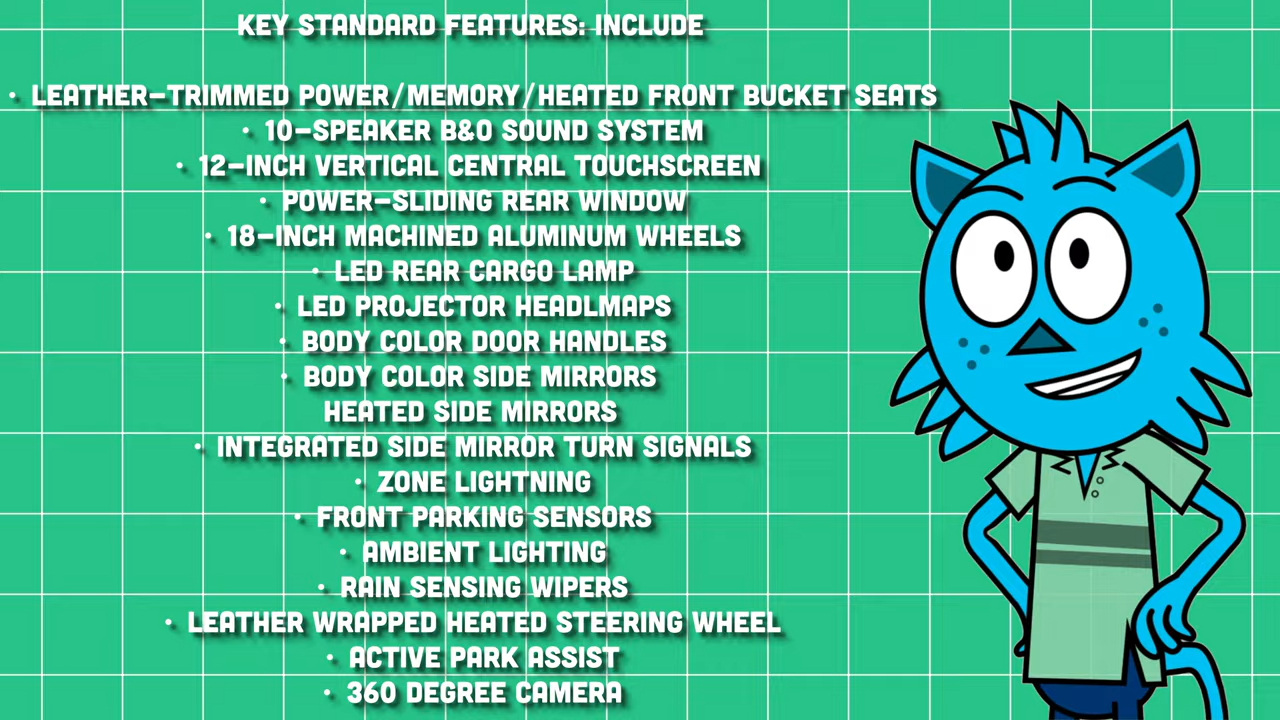 KEY STANDARD FEATURES: INCLUDE
• LEATHER-TRIMMED POWER/MEMORY/HEATED FRONT BUCKET SEATS
• 10-SPEAKER B&O SOUND SYSTEM
• 12-INCH VERTICAL CENTRAL TOUCHSCREEN
• POWER-SLIDING REAR WINDOW
• 18-INCH MACHINED ALUMINUM WHEELS
• LED REAR CARGO LAMP
• LED PROJECTOR HEADLMAPS
• BODY COLOR DOOR HANDLES
• BODY COLOR SIDE MIRRORS
HEATED SIDE MIRRORS
• INTEGRATED SIDE MIRROR TURN SIGNALS
• ZONE LIGHTNING
• FRONT PARKING SENSORS
• AMBIENT LIGHTING
• RAIN SENSING WIPERS
• LEATHER WRAPPED HEATED STEERING WHEEL
• ACTIVE PARK ASSIST
• 360 DEGREE CAMERA